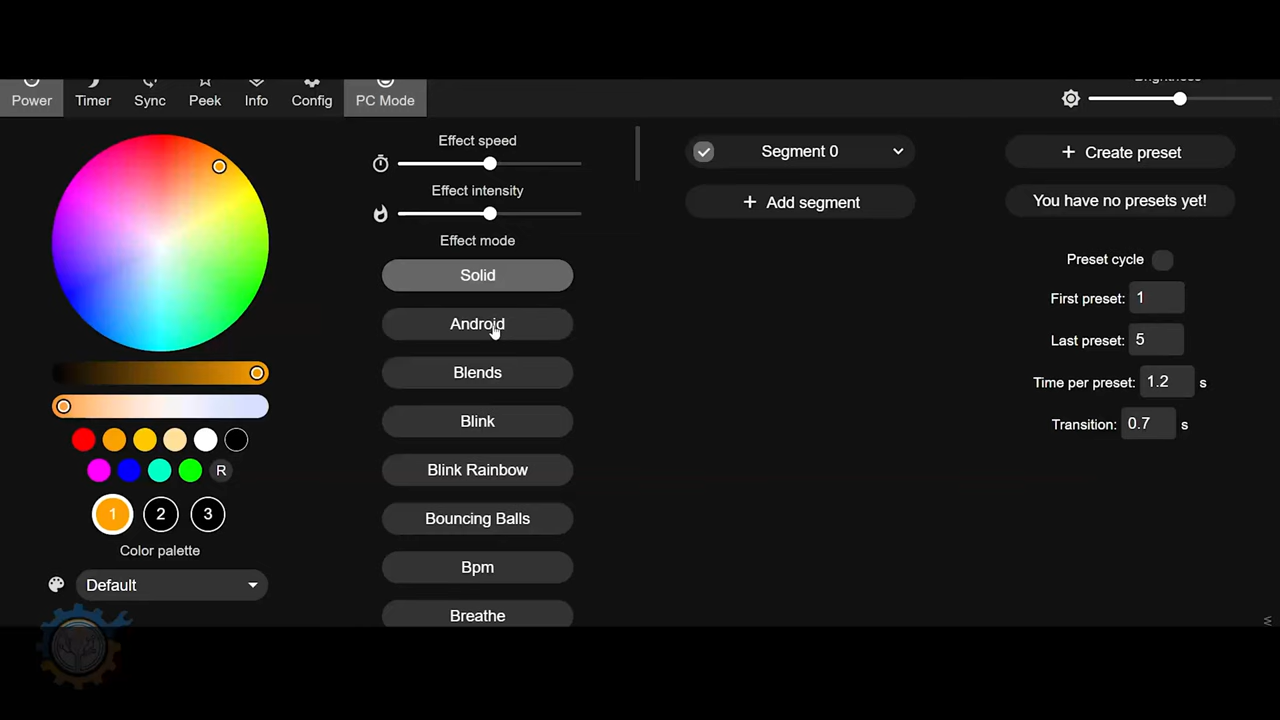 Brightness
Power Timer Sync Peek Info Config PC Mode
Effect speed
Effect intensity
Effect mode
Solid
Android
Blends
Blink
Blink Rainbow
Bouncing Balls
Bpm
Breathe
R
1 2 3
Color palette
Default
Segment 0
+ Add segment
+ Create preset
You have no presets yet!
Preset cycle
First preset: 1
Last preset: 5
Time per preset: 1.2 s
Transition: 0.7 s